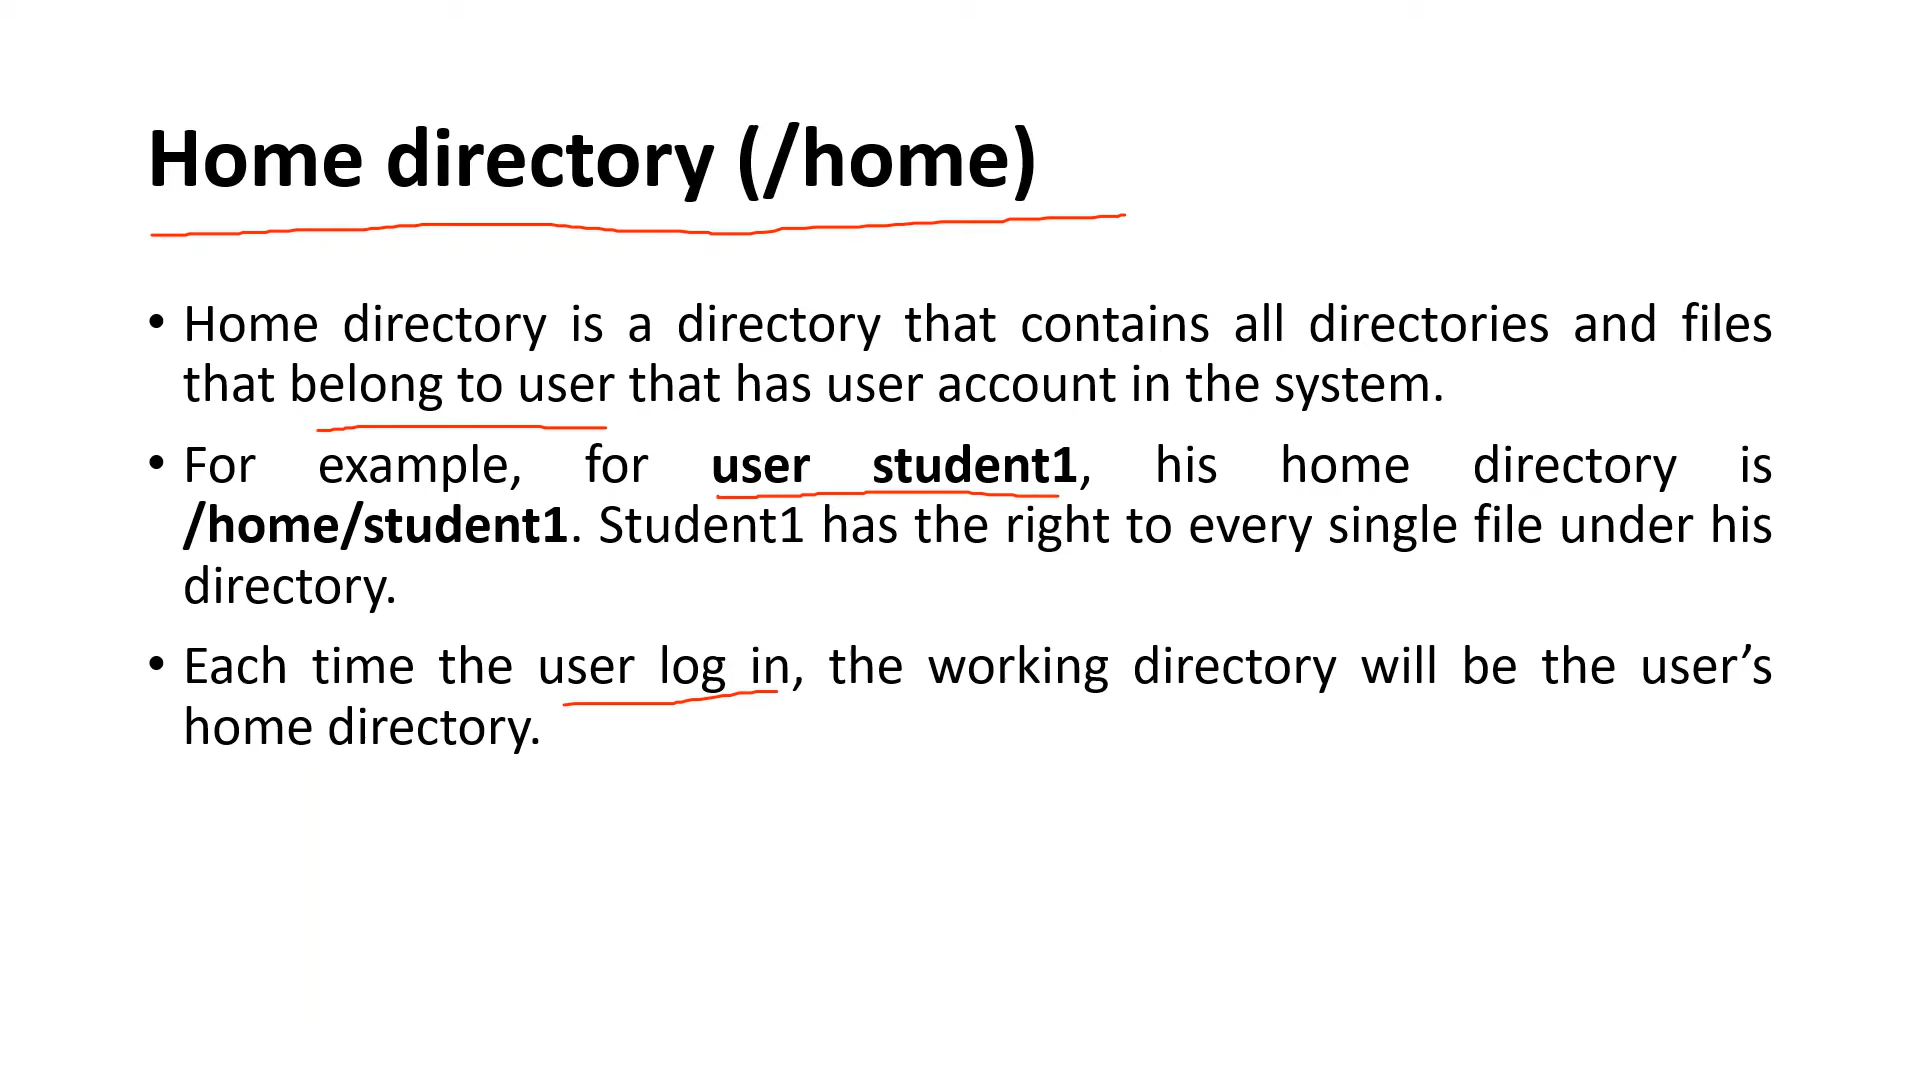 Home directory (/home)
• Home directory is a directory that contains all directories and files
that belong to user that has user account in the system.
• For example, for user student1, his home directory is
/home/student1. Student1 has the right to every single file under his
directory.
• Each time the user log in, the working directory will be the user’s
home directory.